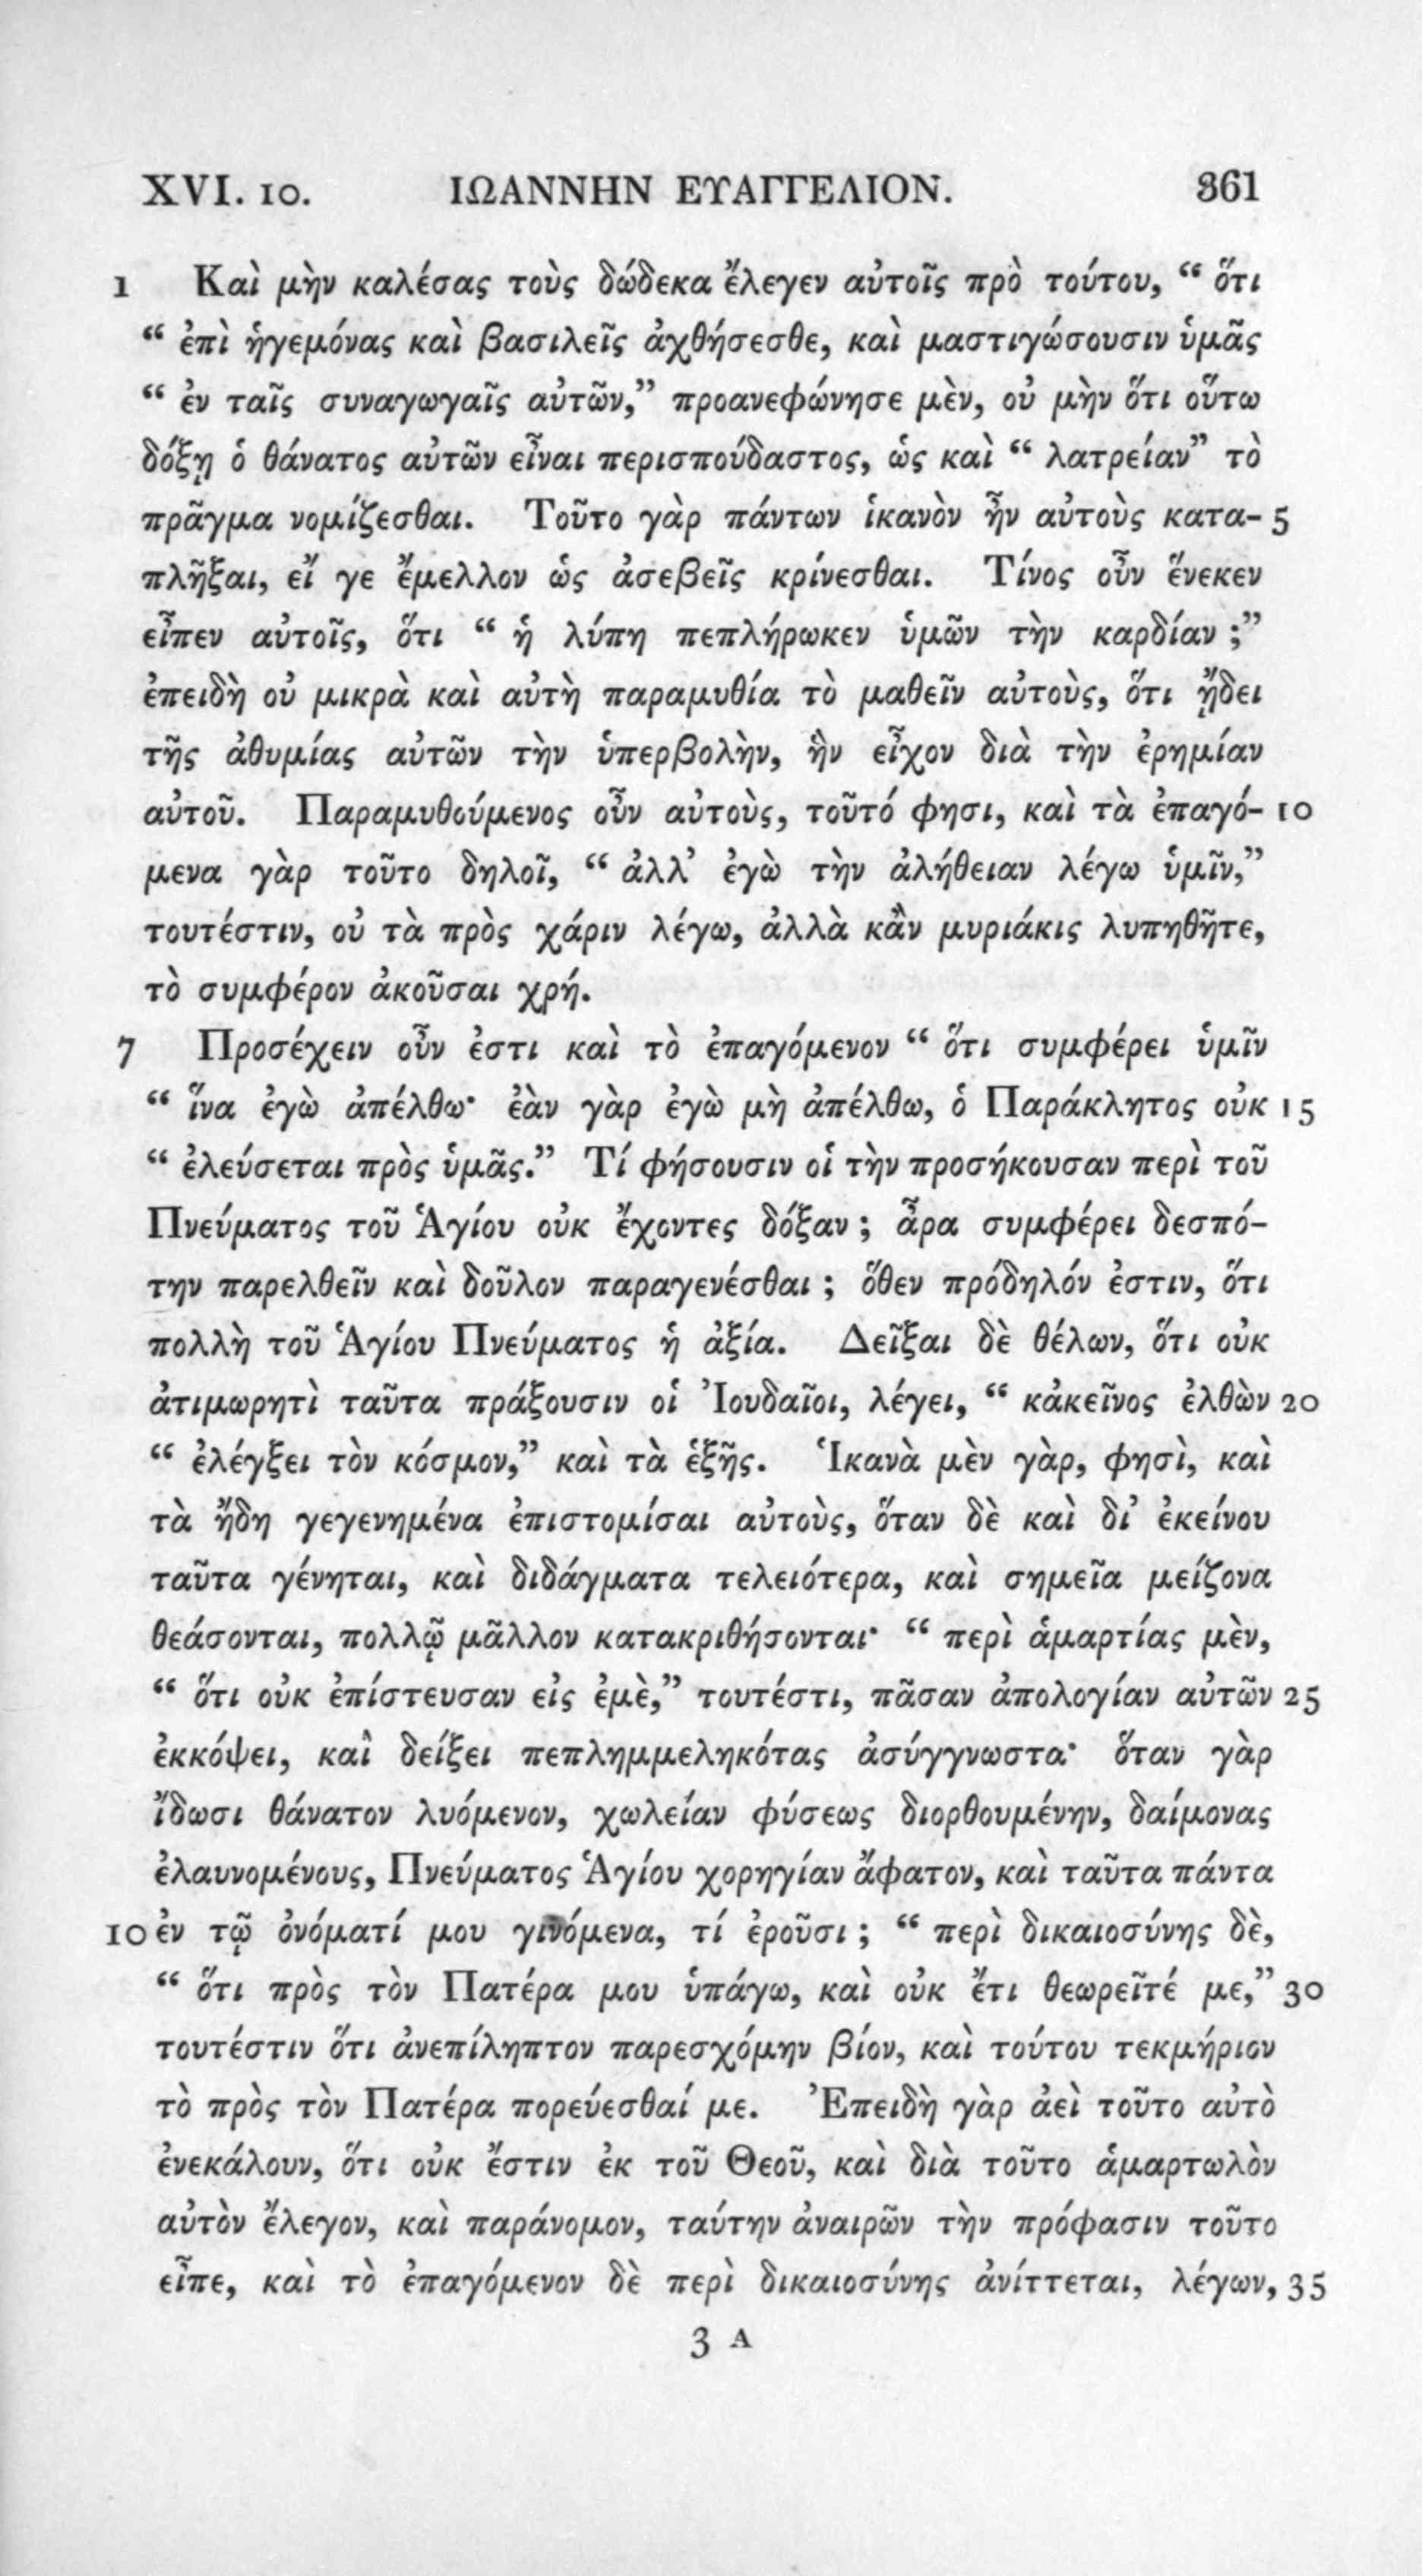 XVI. 10. ΙΩΑΝΝΗΝ ΕΥΑΓΓΕΛΙΟΝ. 361
1 Καὶ μὴν καλέσας τοὺς δώδεκα ἔλεγεν αὐτοῖς πρὸ τούτου, “ ὅτι
“ ἐπὶ ἡγεμόνας καὶ βασιλεῖς ἀχθήσεσθε, καὶ μαστιγώσουσιν ὑμᾶς
“ ἐν ταῖς συναγωγαῖς αὐτῶν,” προανεφώνησε μὲν, οὐ μὴν ὅτι οὕτω
δόξῃ ὁ θάνατος αὐτῶν εἶναι περισπούδαστος, ὡς καὶ “ λατρείαν” τὸ
πρᾶγμα νομίζεσθαι. Τοῦτο γὰρ πάντων ἱκανὸν ἦν αὐτοὺς κατα- 5
πλῆξαι, εἴ γε ἔμελλον ὡς ἀσεβεῖς κρίνεσθαι. Τίνος οὖν ἕνεκεν
εἶπεν αὐτοῖς, ὅτι “ ἡ λύπη πεπλήρωκεν ὑμῶν τὴν καρδίαν ;”
ἐπειδὴ οὐ μικρὰ καὶ αὐτὴ παραμυθία τὸ μαθεῖν αὐτοὺς, ὅτι ᾔδει
τῆς ἀθυμίας αὐτῶν τὴν ὑπερβολὴν, ἣν εἶχον διὰ τὴν ἐρημίαν
αὐτοῦ. Παραμυθούμενος οὖν αὐτοὺς, τοῦτό φησι, καὶ τὰ ἐπαγό- 10
μενα γὰρ τοῦτο δηλοῖ, “ ἀλλ’ ἐγὼ τὴν ἀλήθειαν λέγω ὑμῖν,”
τουτέστιν, οὐ τὰ πρὸς χάριν λέγω, ἀλλὰ κἂν μυριάκις λυπηθῆτε,
τὸ συμφέρον ἀκοῦσαι χρή.
7 Προσέχειν οὖν ἐστι καὶ τὸ ἐπαγόμενον “ ὅτι συμφέρει ὑμῖν
“ ἵνα ἐγὼ ἀπέλθω· ἐὰν γὰρ ἐγὼ μὴ ἀπέλθω, ὁ Παράκλητος οὐκ 15
“ ἐλεύσεται πρὸς ὑμᾶς.” Τί φήσουσιν οἱ τὴν προσήκουσαν περὶ τοῦ
Πνεύματος τοῦ Ἁγίου οὐκ ἔχοντες δόξαν ; ἆρα συμφέρει δεσπό-
την παρελθεῖν καὶ δοῦλον παραγενέσθαι ; ὅθεν πρόδηλόν ἐστιν, ὅτι
πολλὴ τοῦ Ἁγίου Πνεύματος ἡ ἀξία. Δεῖξαι δὲ θέλων, ὅτι οὐκ
ἀτιμωρητὶ ταῦτα πράξουσιν οἱ Ἰουδαῖοι, λέγει, “ κἀκεῖνος ἐλθὼν 20
“ ἐλέγξει τὸν κόσμον,” καὶ τὰ ἑξῆς. Ἱκανὰ μὲν γὰρ, φησὶ, καὶ
τὰ ἤδη γεγενημένα ἐπιστομίσαι αὐτοὺς, ὅταν δὲ καὶ δι’ ἐκείνου
ταῦτα γένηται, καὶ διδάγματα τελειότερα, καὶ σημεῖα μείζονα
θεάσονται, πολλῷ μᾶλλον κατακριθήσονται· “ περὶ ἁμαρτίας μὲν,
“ ὅτι οὐκ ἐπίστευσαν εἰς ἐμὲ,” τουτέστι, πᾶσαν ἀπολογίαν αὐτῶν 25
ἐκκόψει, καὶ δείξει πεπλημμεληκότας ἀσύγγνωστα· ὅταν γὰρ
ἴδωσι θάνατον λυόμενον, χωλείαν φύσεως διορθουμένην, δαίμονας
ἐλαυνομένους, Πνεύματος Ἁγίου χορηγίαν ἄφατον, καὶ ταῦτα πάντα
10 ἐν τῷ ὀνόματί μου γινόμενα, τί ἐροῦσι ; “ περὶ δικαιοσύνης δὲ,
“ ὅτι πρὸς τὸν Πατέρα μου ὑπάγω, καὶ οὐκ ἔτι θεωρεῖτέ με,” 30
τουτέστιν ὅτι ἀνεπίληπτον παρεσχόμην βίον, καὶ τούτου τεκμήριον
τὸ πρὸς τὸν Πατέρα πορεύεσθαί με. Ἐπειδὴ γὰρ ἀεὶ τοῦτο αὐτὸ
ἐνεκάλουν, ὅτι οὐκ ἔστιν ἐκ τοῦ Θεοῦ, καὶ διὰ τοῦτο ἁμαρτωλὸν
αὐτὸν ἔλεγον, καὶ παράνομον, ταύτην ἀναιρῶν τὴν πρόφασιν τοῦτο
εἶπε, καὶ τὸ ἐπαγόμενον δὲ περὶ δικαιοσύνης ἀνίττεται, λέγων, 35
3 A